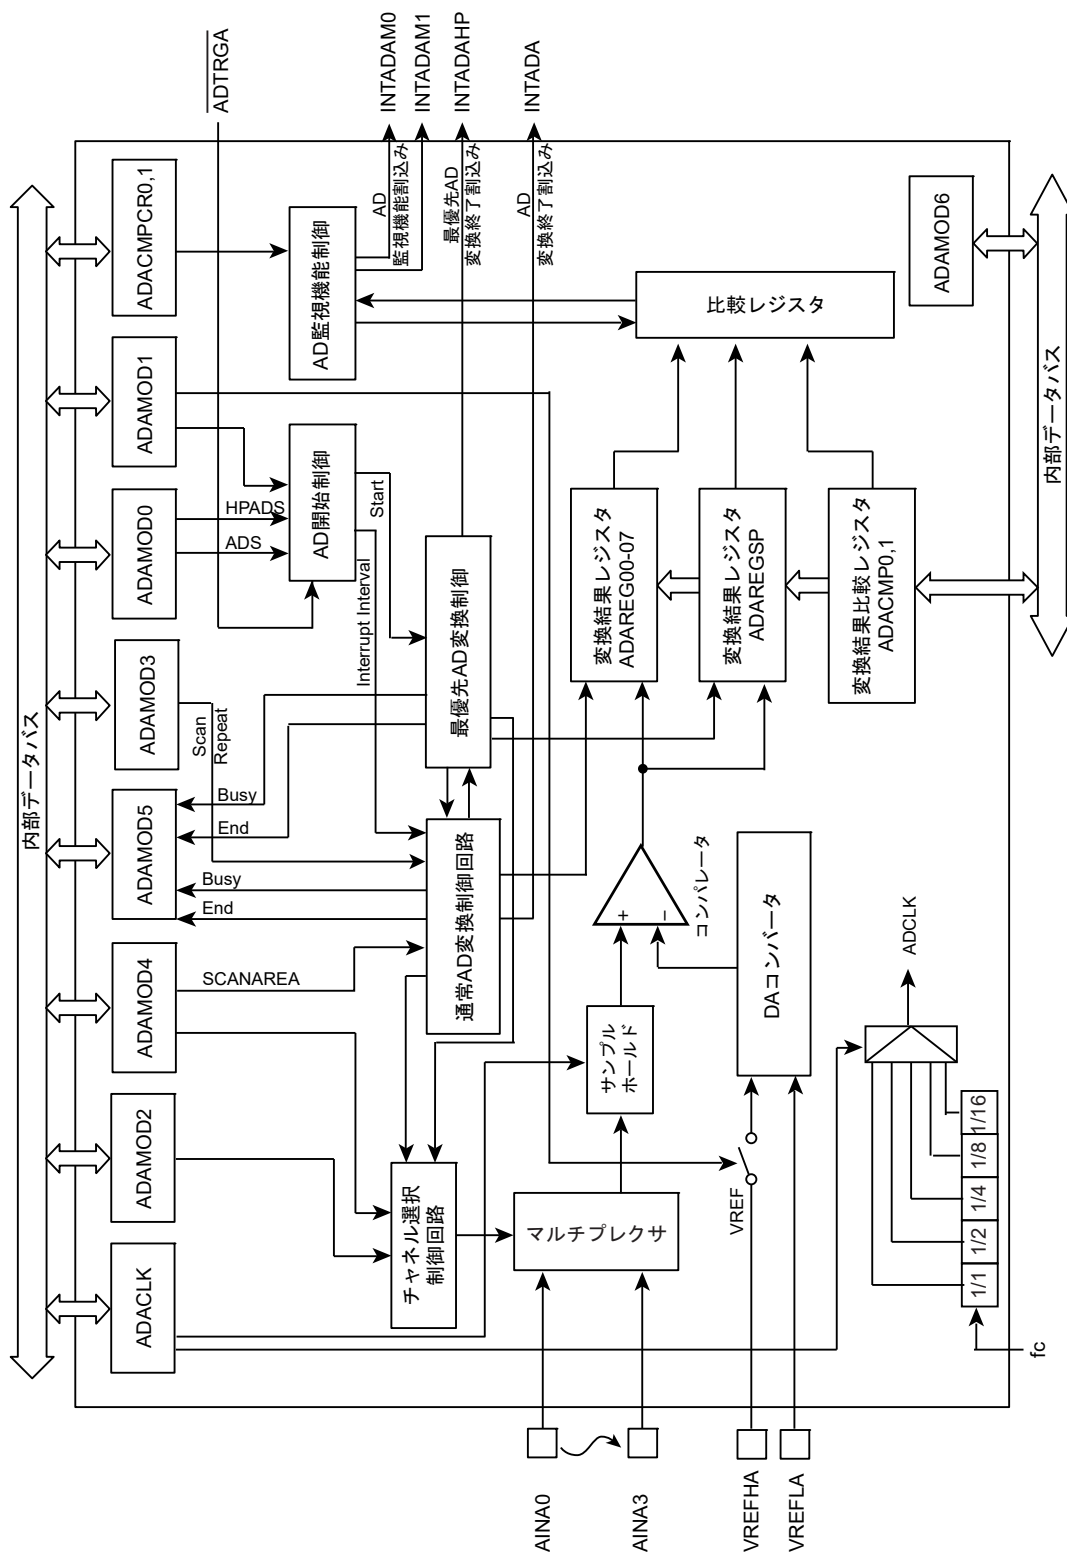 内部データバス
ADACLK
ADAMOD2
ADAMOD4
ADAMOD5
ADAMOD3
ADAMOD0
ADAMOD1
ADACMPCR0,1
ADTRGA
SCANAREA
End
Busy
End
Busy
Scan
Repeat
ADS
HPADS
AD開始制御
AD監視機能制御
Start
Interrupt Interval
AD
監視機能割込み
INTADAM0
INTADAM1
最優先AD
変換終了割込み
INTADAHP
AD
変換終了割込み
INTADA
チャネル選択
制御回路
通常AD変換制御回路
最優先AD変換制御
AINA0
AINA3
マルチプレクサ
サンプル
ホールド
+
−
コンパレータ
変換結果レジスタ
ADAREG00-07
変換結果レジスタ
ADAREGSP
変換結果比較レジスタ
ADACMP0,1
比較レジスタ
VREFHA
VREFLA
VREF
DAコンバータ
ADCLK
1/1
1/2
1/4
1/8
1/16
fc
ADAMOD6
内部データバス